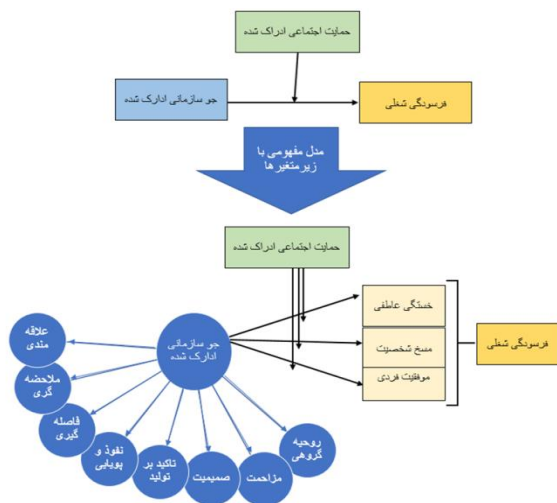 حمایت اجتماعی ادراک شده
جو سازمانی ادارک شده
فرسودگی شغلی
مدل مفهومی با
زیرمتغیر ها
حمایت اجتماعی ادراک شده
جو سازمانی
ادارک شده
خستگی عاطفی
مسخ شخصیت
موفقیت فردی
فرسودگی شغلی
علاقه
مندی
ملاحضه
گری
فاصله
گیری
نفوذ و
پویایی
تاکید بر
تولید
صمیمیت
مزاحمت
روحیه
گروهی